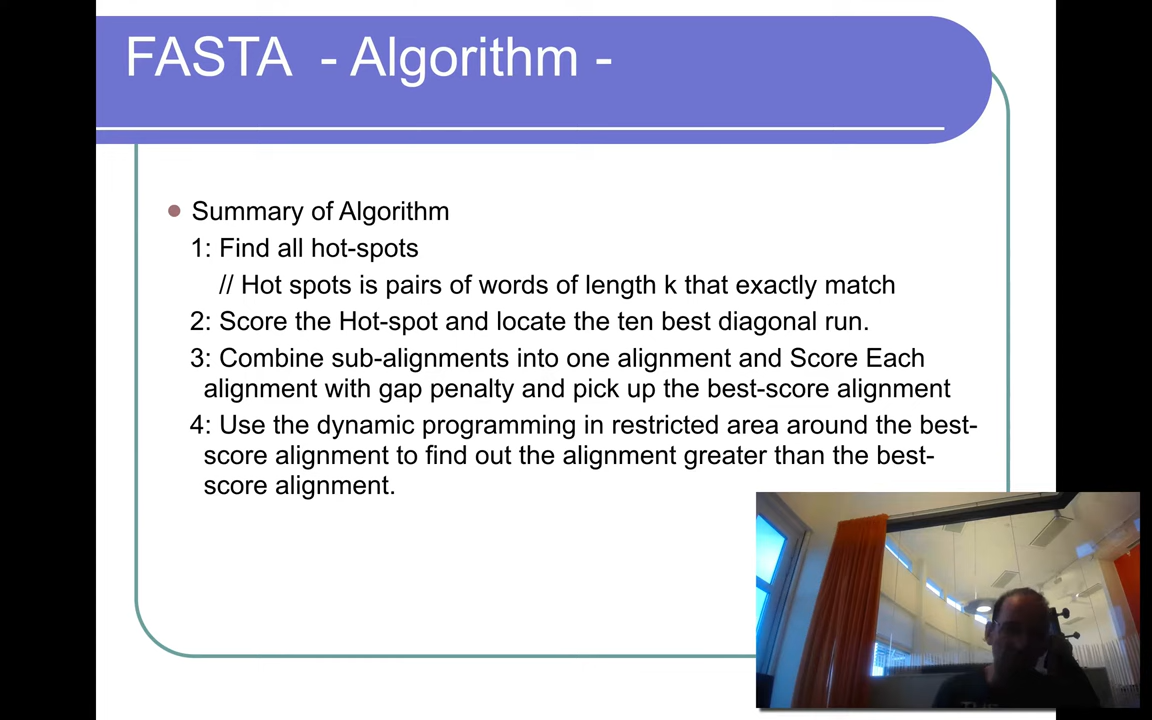 FASTA - Algorithm -
Summary of Algorithm
1: Find all hot-spots
// Hot spots is pairs of words of length k that exactly match
2: Score the Hot-spot and locate the ten best diagonal run.
3: Combine sub-alignments into one alignment and Score Each
alignment with gap penalty and pick up the best-score alignment
4: Use the dynamic programming in restricted area around the best-
score alignment to find out the alignment greater than the best-
score alignment.